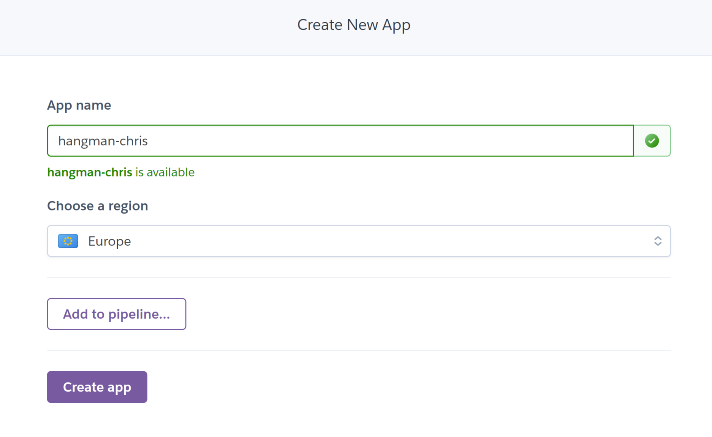 Create New App
App name
hangman-chris
hangman-chris is available
Choose a region
Europe
Add to pipeline...
Create app